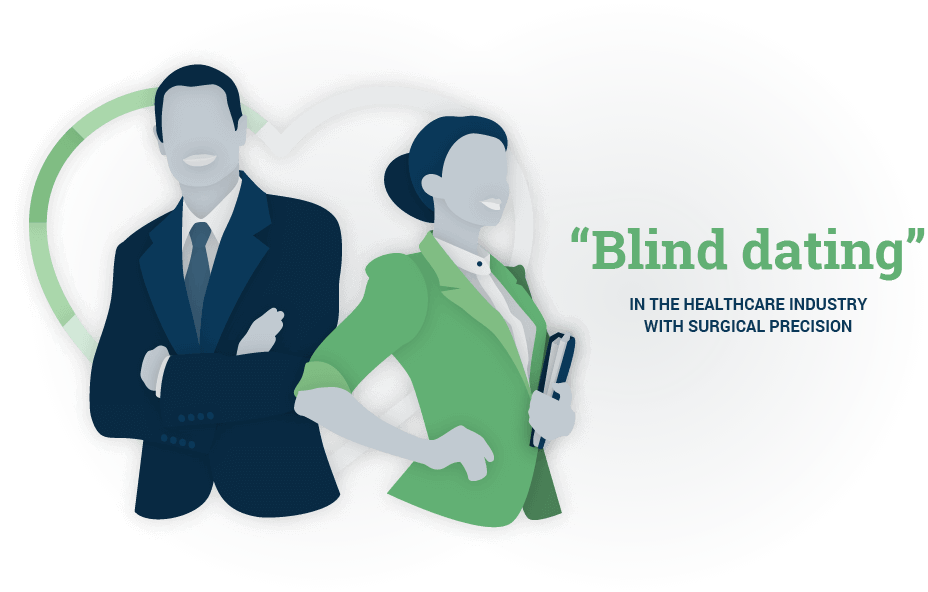 “Blind dating”
IN THE HEALTHCARE INDUSTRY
WITH SURGICAL PRECISION